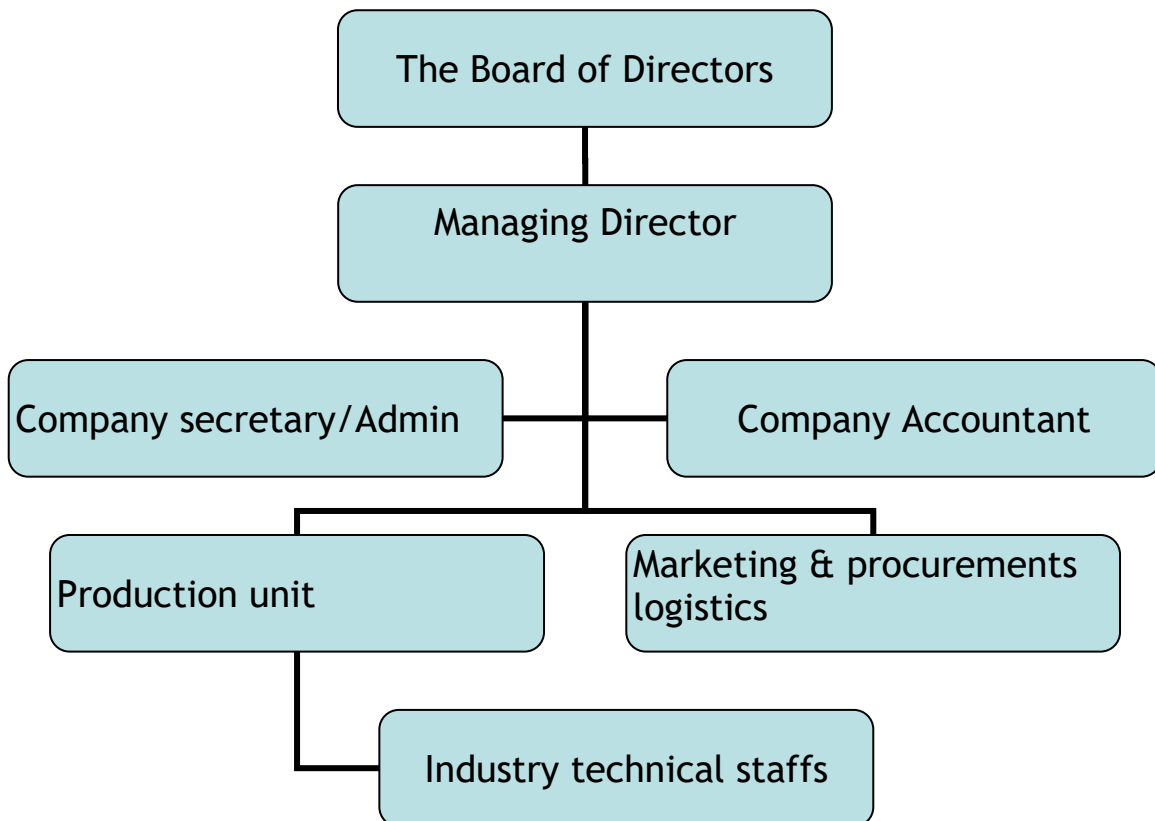 The Board of Directors
Managing Director
Company secretary/Admin
Company Accountant
Production unit
Marketing & procurements
logistics
Industry technical staffs